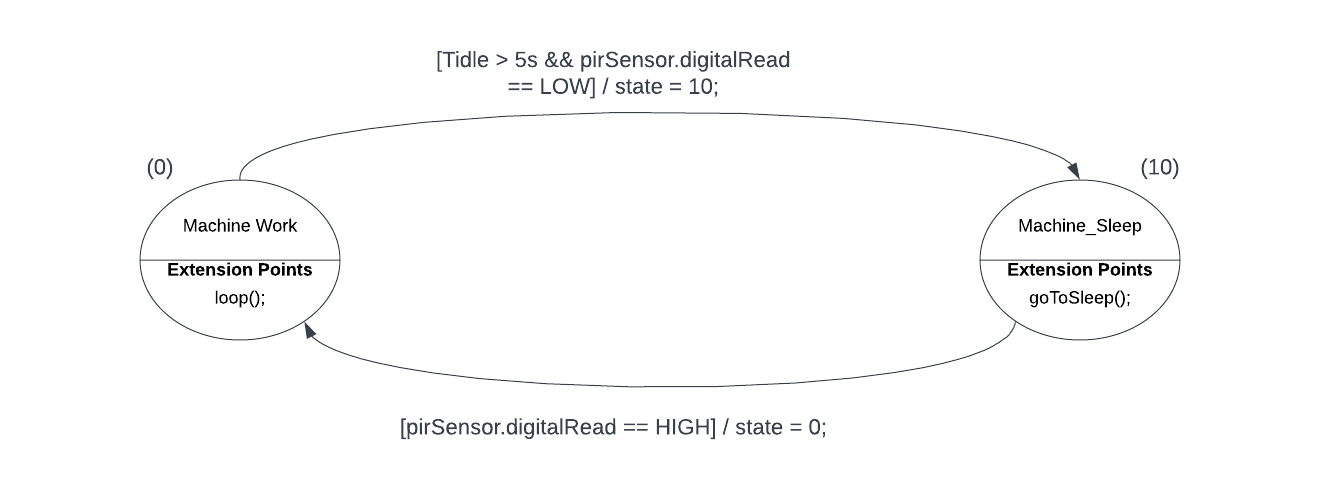 [Tidle > 5s && pirSensor.digitalRead
== LOW] / state = 10;
(0)
(10)
Machine Work
Extension Points
loop();
Machine_Sleep
Extension Points
goToSleep();
[pirSensor.digitalRead == HIGH] / state = 0;